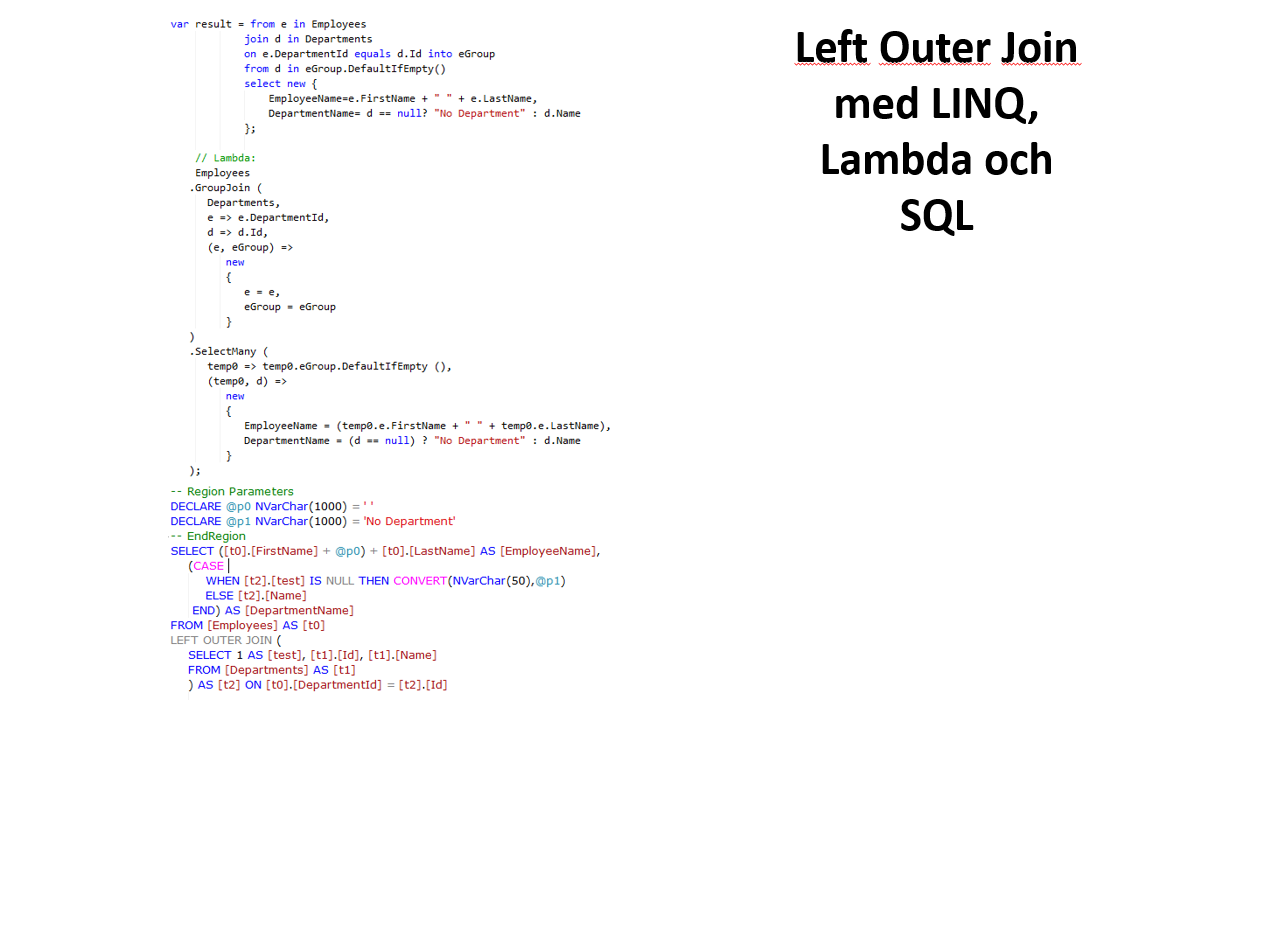 var result = from e in Employees
join d in Departments
on e.DepartmentId equals d.Id into eGroup
from d in eGroup.DefaultIfEmpty()
select new {
EmployeeName=e.FirstName + " " + e.LastName,
DepartmentName= d == null? "No Department" : d.Name
};
// Lambda:
Employees
.GroupJoin (
Departments,
e => e.DepartmentId,
d => d.Id,
(e, eGroup) =>
new
{
e = e,
eGroup = eGroup
}
)
.SelectMany (
temp0 => temp0.eGroup.DefaultIfEmpty (),
(temp0, d) =>
new
{
EmployeeName = (temp0.e.FirstName + " " + temp0.e.LastName),
DepartmentName = (d == null) ? "No Department" : d.Name
}
);
-- Region Parameters
DECLARE @p0 NVarChar(1000) = ' '
DECLARE @p1 NVarChar(1000) = 'No Department'
-- EndRegion
SELECT ([t0].[FirstName] + @p0) + [t0].[LastName] AS [EmployeeName],
(CASE
WHEN [t2].[test] IS NULL THEN CONVERT(NVarChar(50),@p1)
ELSE [t2].[Name]
END) AS [DepartmentName]
FROM [Employees] AS [t0]
LEFT OUTER JOIN (
SELECT 1 AS [test], [t1].[Id], [t1].[Name]
FROM [Departments] AS [t1]
) AS [t2] ON [t0].[DepartmentId] = [t2].[Id]
Left Outer Join
med LINQ,
Lambda och
SQL